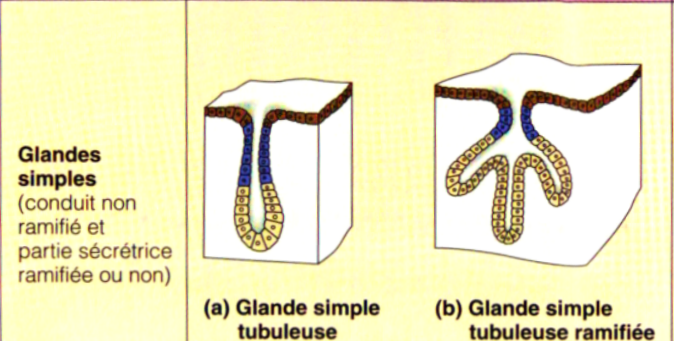 Glandes
simples
(conduit non
ramifié et
partie sécrétrice
ramifiée ou non)
(a) Glande simple
tubuleuse
(b) Glande simple
tubuleuse ramifiée